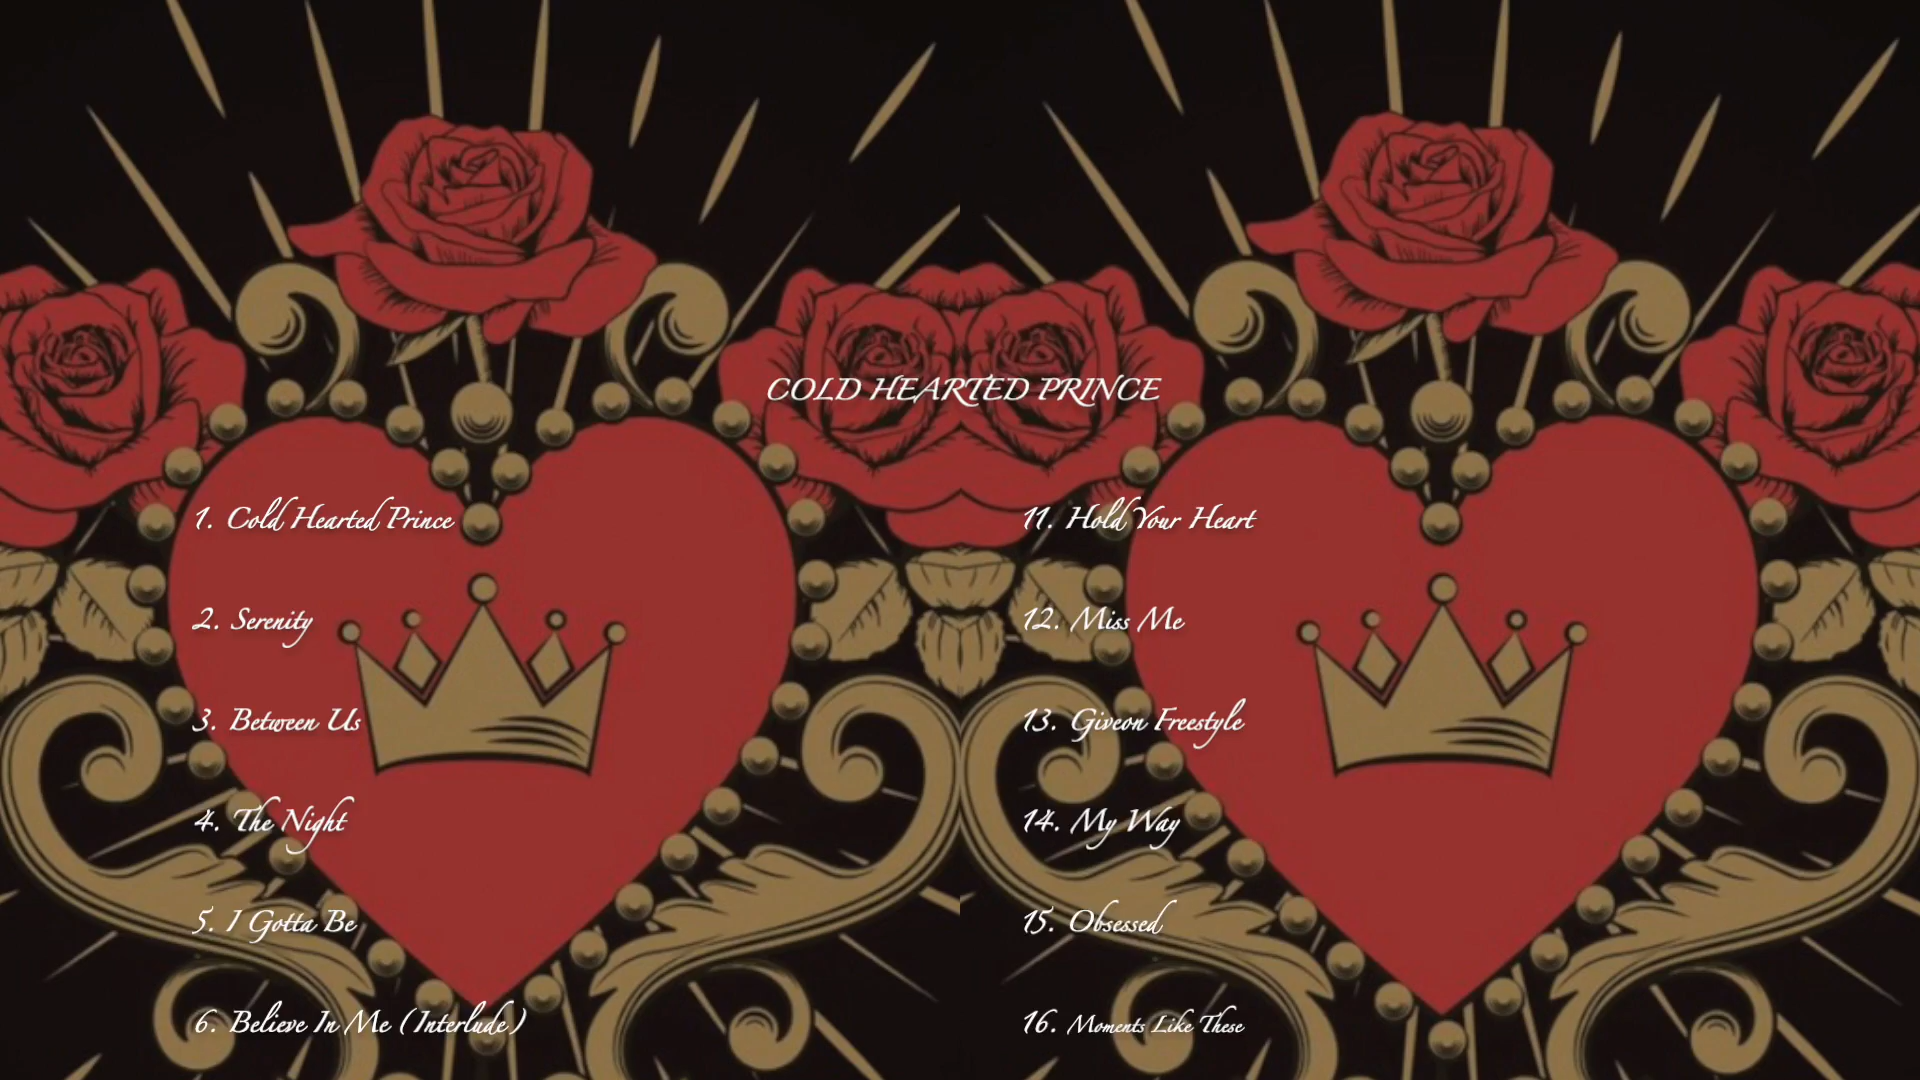 COLD HEARTED PRINCE
1. Cold Hearted Prince
2. Serenity
3. Between Us
4. The Night
5. I Gotta Be
6. Believe In Me (Interlude)
11. Hold Your Heart
12. Miss Me
13. Giveon Freestyle
14. My Way
15. Obsessed
16. Moments Like These